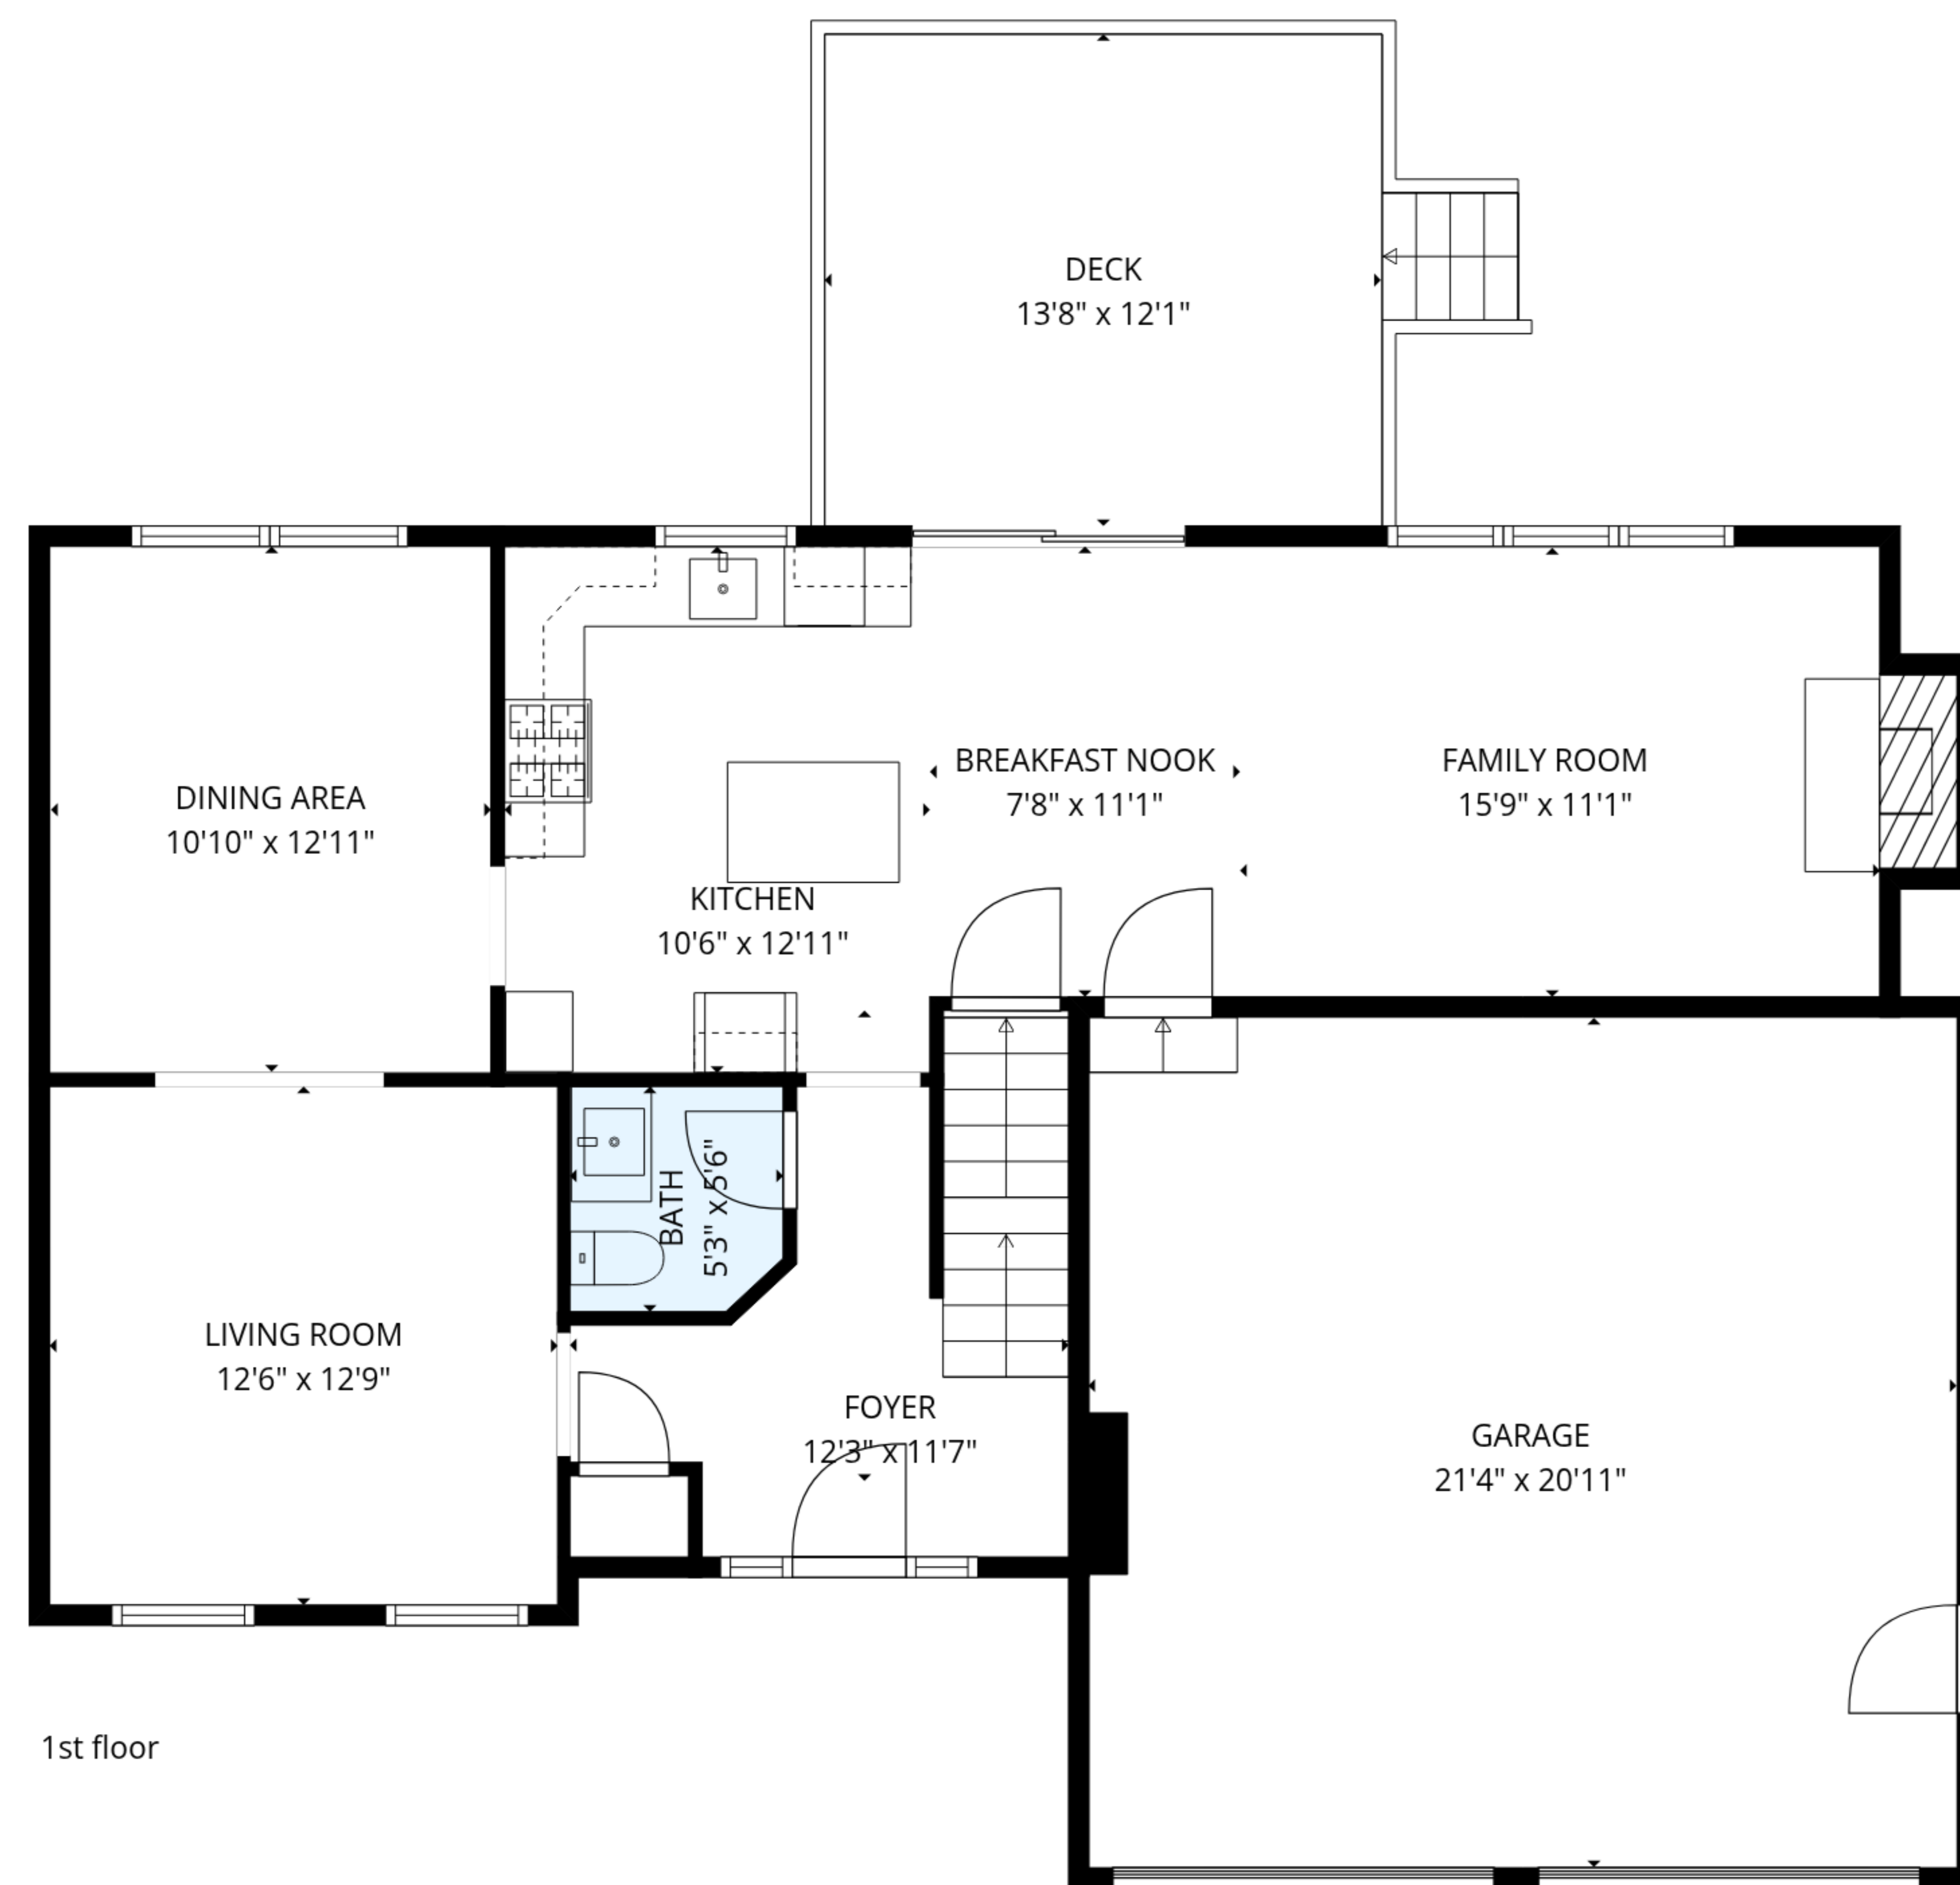 DECK
13'8" x 12'1"
BREAKFAST NOOK
7'8" x 11'1"
FAMILY ROOM
15'9" x 11'1"
DINING AREA
10'10" x 12'11"
KITCHEN
10'6" x 12'11"
BATH
5'3" x 5'6"
LIVING ROOM
12'6" x 12'9"
FOYER
12'3" x 11'7"
GARAGE
21'4" x 20'11"
1st floor